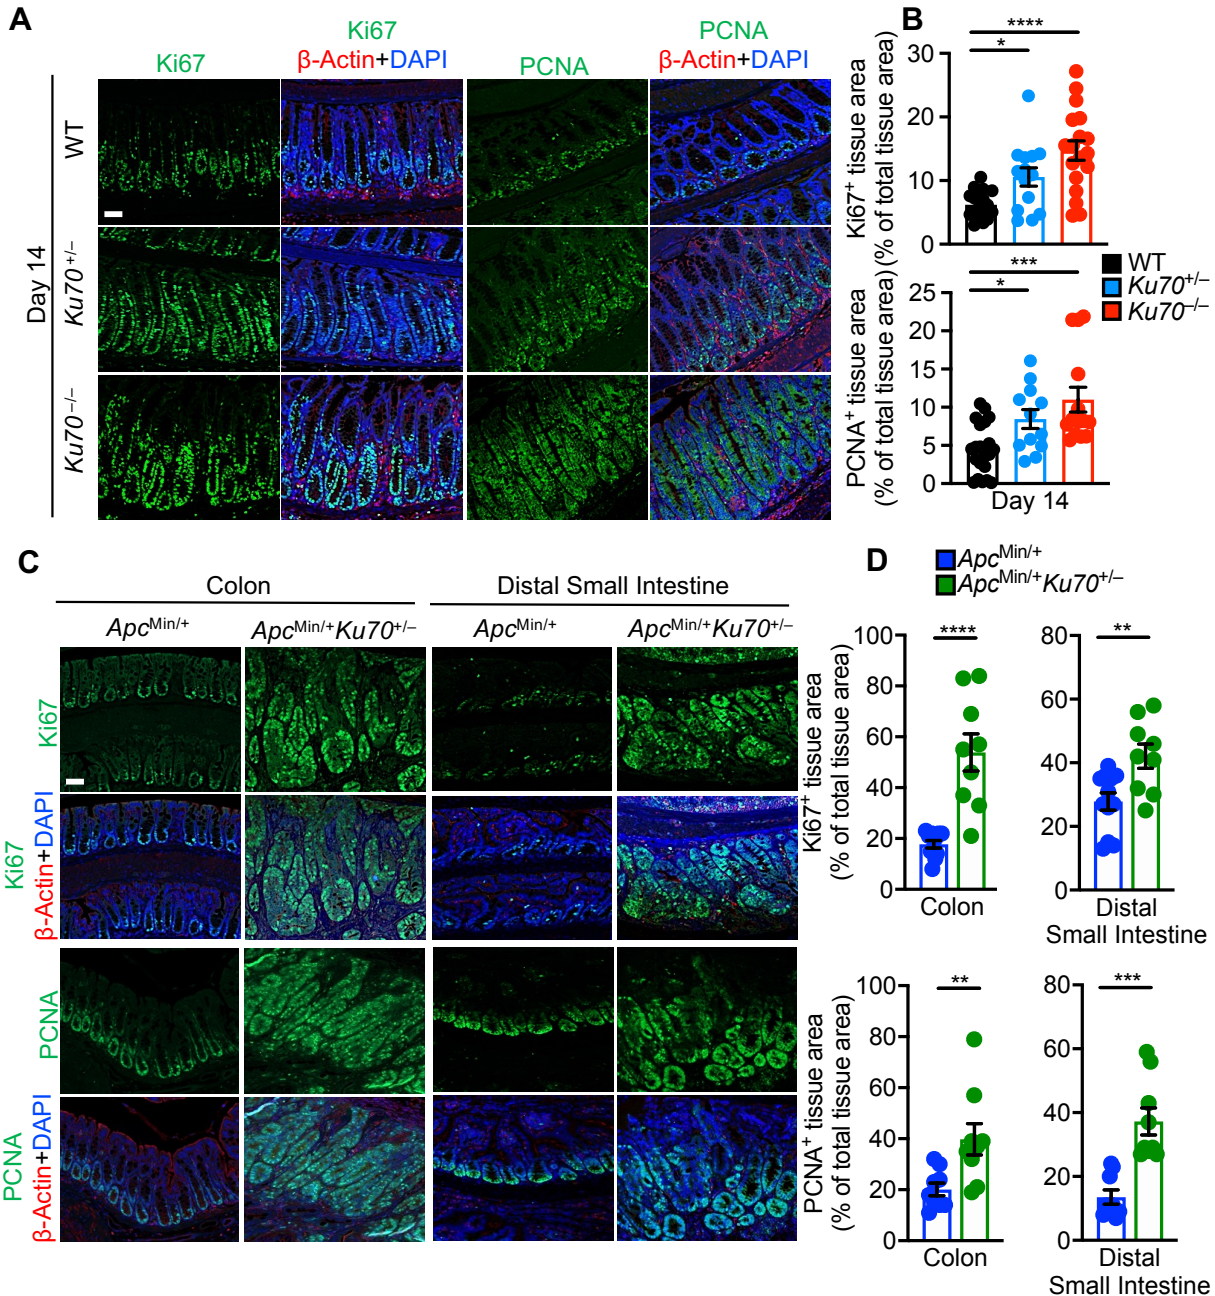 A
Ki67
Ki67
β-Actin+DAPI
PCNA
PCNA
β-Actin+DAPI
Day 14
WT
Ku70+/–
Ku70–/–
B
****
*
30
20
10
0
Ki67+ tissue area
(% of total tissue area)
***
*
25
20
15
10
5
0
PCNA+ tissue area
(% of total tissue area)
Day 14
WT
Ku70+/–
Ku70–/–
C
Colon
Distal Small Intestine
ApcMin/+
ApcMin/+Ku70+/–
ApcMin/+
ApcMin/+Ku70+/–
Ki67
Ki67
β-Actin+DAPI
PCNA
PCNA
β-Actin+DAPI
D
ApcMin/+
ApcMin/+Ku70+/–
****
100
80
60
40
20
0
Ki67+ tissue area
(% of total tissue area)
Colon
**
80
60
40
20
0
Distal
Small Intestine
**
100
80
60
40
20
0
PCNA+ tissue area
(% of total tissue area)
Colon
***
80
60
40
20
0
Distal
Small Intestine